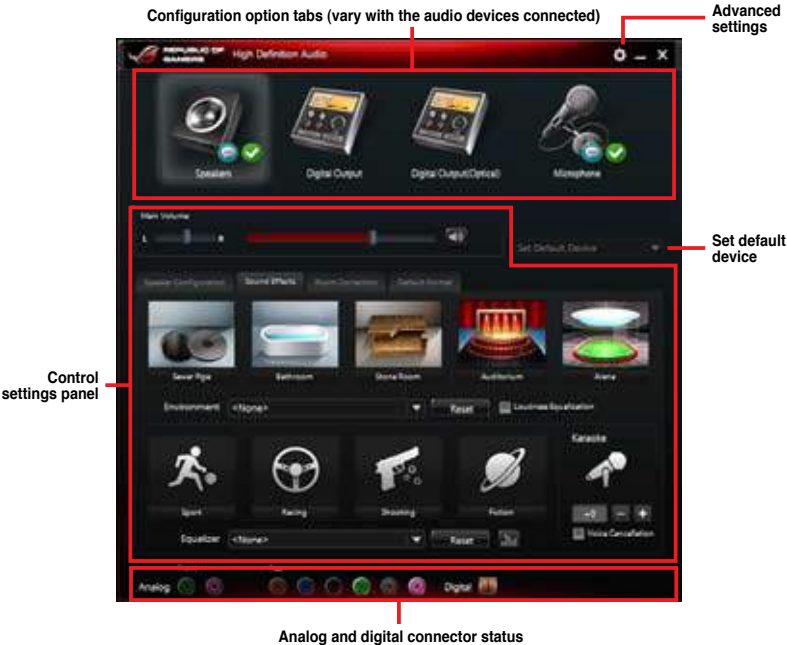 Configuration option tabs (vary with the audio devices connected)
Advanced
settings
REPUBLIC OF
GAMERS
High Definition Audio
Speakers
Digital Output
Digital Output(Optical)
Microphone
Main Volume
L
R
Set Default Device
Set default
device
Speaker Configuration
Sound Effects
Room Correction
Default Format
Sewer Pipe
Bathroom
Stone Room
Auditorium
Arena
Control
settings panel
Environment
<None>
Reset
Loudness Equalization
Karaoke
Sport
Racing
Shooting
Fiction
+0
Equalizer
<None>
Reset
Voice Cancellation
Analog
Digital
Analog and digital connector status